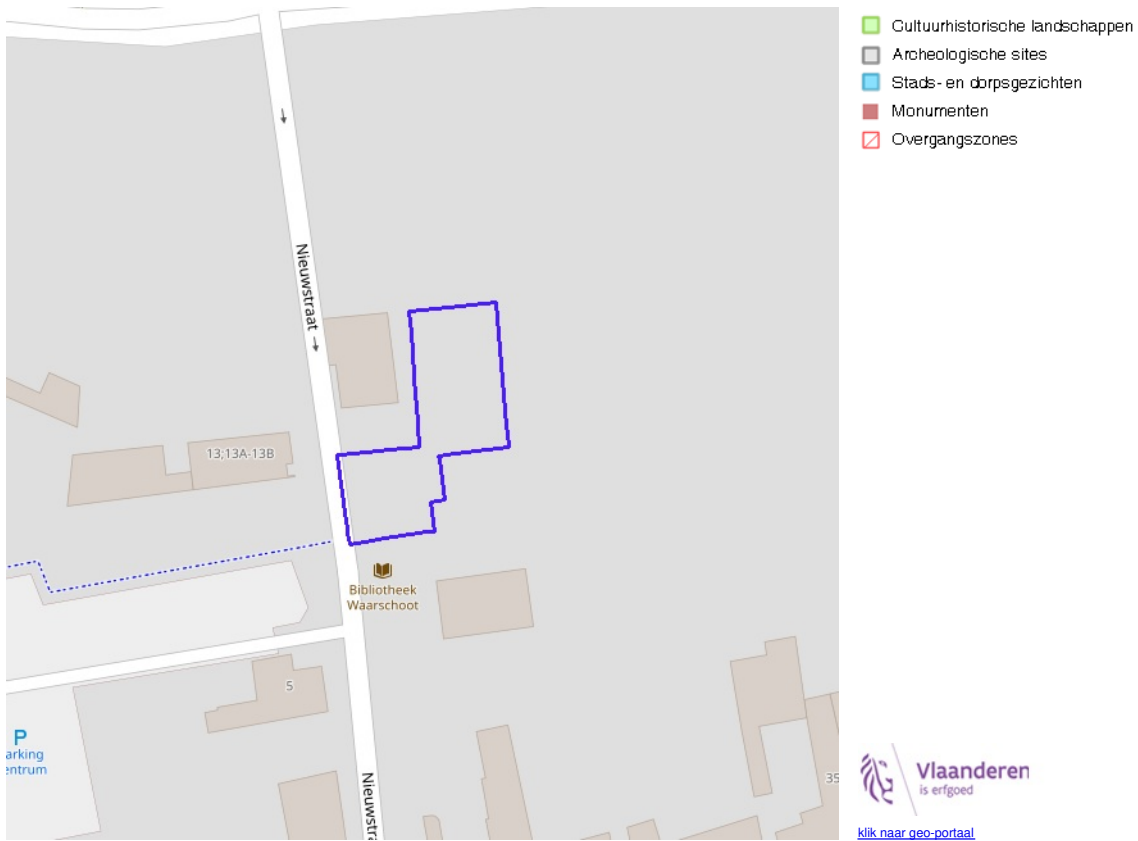 Cultuurhistorische landschappen
Archeologische sites
Stads- en dorpsgezichten
Monumenten
Overgangszones
Nieuwstraat
13;13A-13B
Bibliotheek
Waarschoot
5
P
arking
entrum
Nieuwstra
35
Vlaanderen
is erfgoed
klik naar geo-portaal